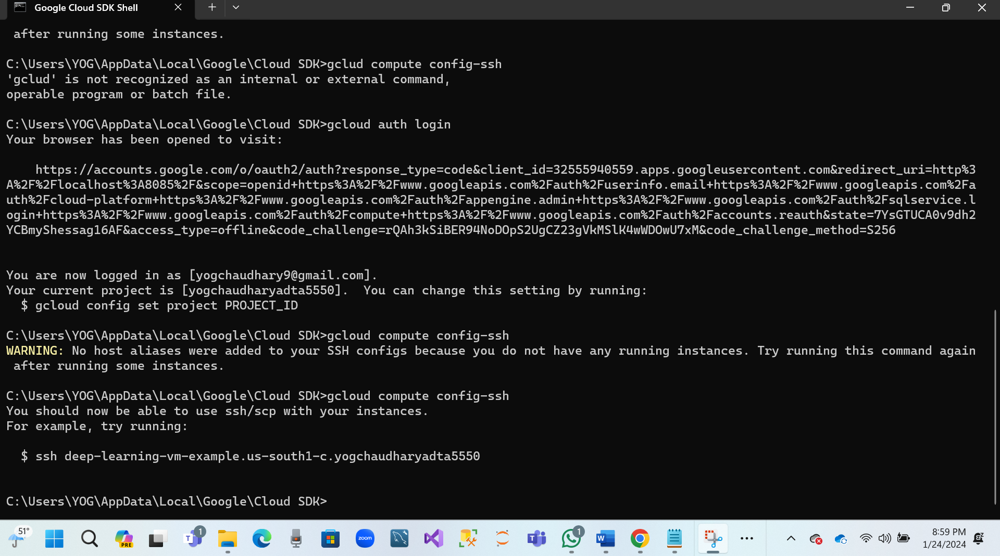 Google Cloud SDK Shell
after running some instances.
C:\Users\YOG\AppData\Local\Google\Cloud SDK>gclud compute config-ssh
'gclud' is not recognized as an internal or external command,
operable program or batch file.
C:\Users\YOG\AppData\Local\Google\Cloud SDK>gcloud auth login
Your browser has been opened to visit:
https://accounts.google.com/o/oauth2/auth?response_type=code&client_id=32555940559.apps.googleusercontent.com&redirect_uri=http%3
A%2F%2Flocalhost%3A8085%2F&scope=openid+https%3A%2F%2Fwww.googleapis.com%2Fauth%2Fuserinfo.email+https%3A%2F%2Fwww.googleapis.com%2Fa
uth%2Fcloud-platform+https%3A%2F%2Fwww.googleapis.com%2Fauth%2Fappengine.admin+https%3A%2F%2Fwww.googleapis.com%2Fauth%2Fsqlservice.l
ogin+https%3A%2F%2Fwww.googleapis.com%2Fauth%2Fcompute+https%3A%2F%2Fwww.googleapis.com%2Fauth%2Faccounts.reauth&state=7YsGTUCA0v9dh2
YCBmyShessag16AF&access_type=offline&code_challenge=rQAh3kSiBER94NoDOpS2UgCZ23gVkMSlK4wWDOwU7xM&code_challenge_method=S256
You are now logged in as [yogchaudhary9@gmail.com].
Your current project is [yogchaudharyadta5550].  You can change this setting by running:
$ gcloud config set project PROJECT_ID
C:\Users\YOG\AppData\Local\Google\Cloud SDK>gcloud compute config-ssh
WARNING: No host aliases were added to your SSH configs because you do not have any running instances. Try running this command again
after running some instances.
C:\Users\YOG\AppData\Local\Google\Cloud SDK>gcloud compute config-ssh
You should now be able to use ssh/scp with your instances.
For example, try running:
$ ssh deep-learning-vm-example.us-south1-c.yogchaudharyadta5550
C:\Users\YOG\AppData\Local\Google\Cloud SDK>
51°
PRE
T 1
zoom
T
1
W
8:59 PM
1/24/2024